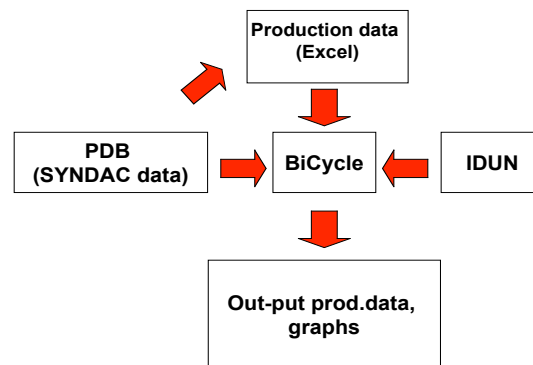 Production data
(Excel)
PDB
(SYNDAC data)
BiCycle
IDUN
Out-put prod.data,
graphs